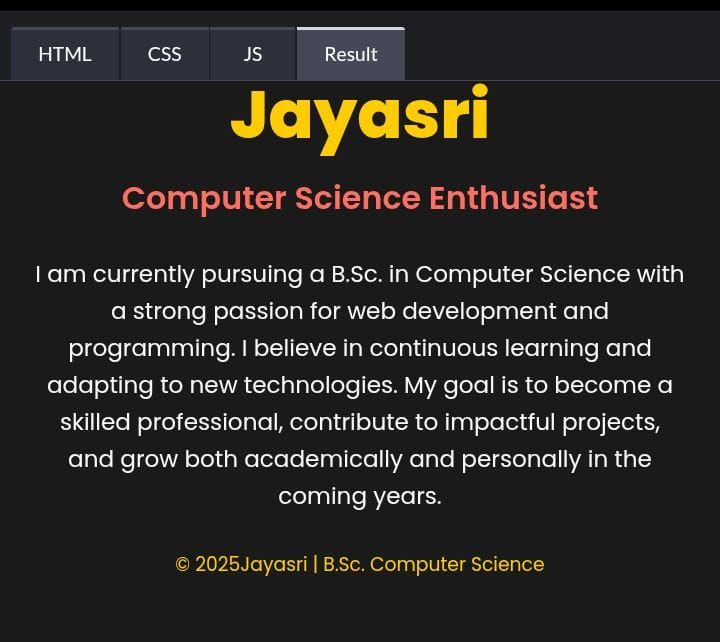 HTML CSS JS Result
Jayasri
Computer Science Enthusiast
I am currently pursuing a B.Sc. in Computer Science with
a strong passion for web development and
programming. I believe in continuous learning and
adapting to new technologies. My goal is to become a
skilled professional, contribute to impactful projects,
and grow both academically and personally in the
coming years.
© 2025Jayasri | B.Sc. Computer Science